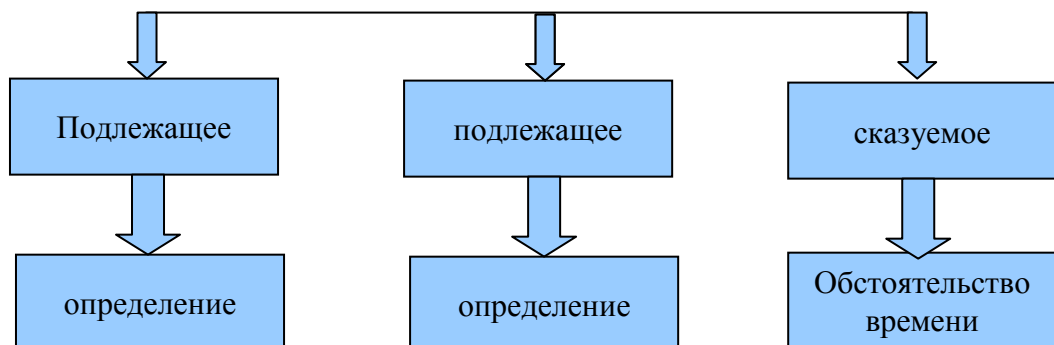 Подлежащее
подлежащее
сказуемое
определение
определение
Обстоятельство
времени